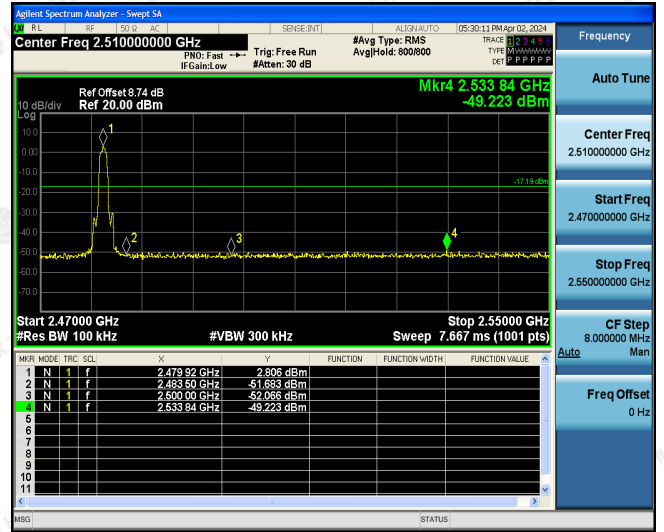 Agilent Spectrum Analyzer - Swept SA
LXI RL RF 50 Ω AC SENSE:INT ALIGN AUTO 05:30:11 PM Apr 02, 2024
Center Freq 2.510000000 GHz
PNO: Fast
IFGain:Low
Trig: Free Run
#Atten: 30 dB
#Avg Type: RMS
Avg|Hold: 800/800
TRACE 1 2 3 4 5 6
TYPE M
DET P P P P P P
Ref Offset 8.74 dB
10 dB/div Ref 20.00 dBm
Log
Mkr4 2.533 84 GHz
-49.223 dBm
10.0
0.00
-10.0
-20.0
-30.0
-40.0
-50.0
-60.0
-70.0
1
2
3
4
-17.19 dBm
Start 2.47000 GHz Stop 2.55000 GHz
#Res BW 100 kHz #VBW 300 kHz Sweep 7.667 ms (1001 pts)
MKR MODE TRC SCL X Y FUNCTION FUNCTION WIDTH FUNCTION VALUE
1 N 1 f 2.479 92 GHz 2.806 dBm
2 N 1 f 2.483 50 GHz -51.683 dBm
3 N 1 f 2.500 00 GHz -52.066 dBm
4 N 1 f 2.533 84 GHz -49.223 dBm
5
6
7
8
9
10
11
MSG STATUS
Frequency
Auto Tune
Center Freq
2.510000000 GHz
Start Freq
2.470000000 GHz
Stop Freq
2.550000000 GHz
CF Step
8.000000 MHz
Auto Man
Freq Offset
0 Hz